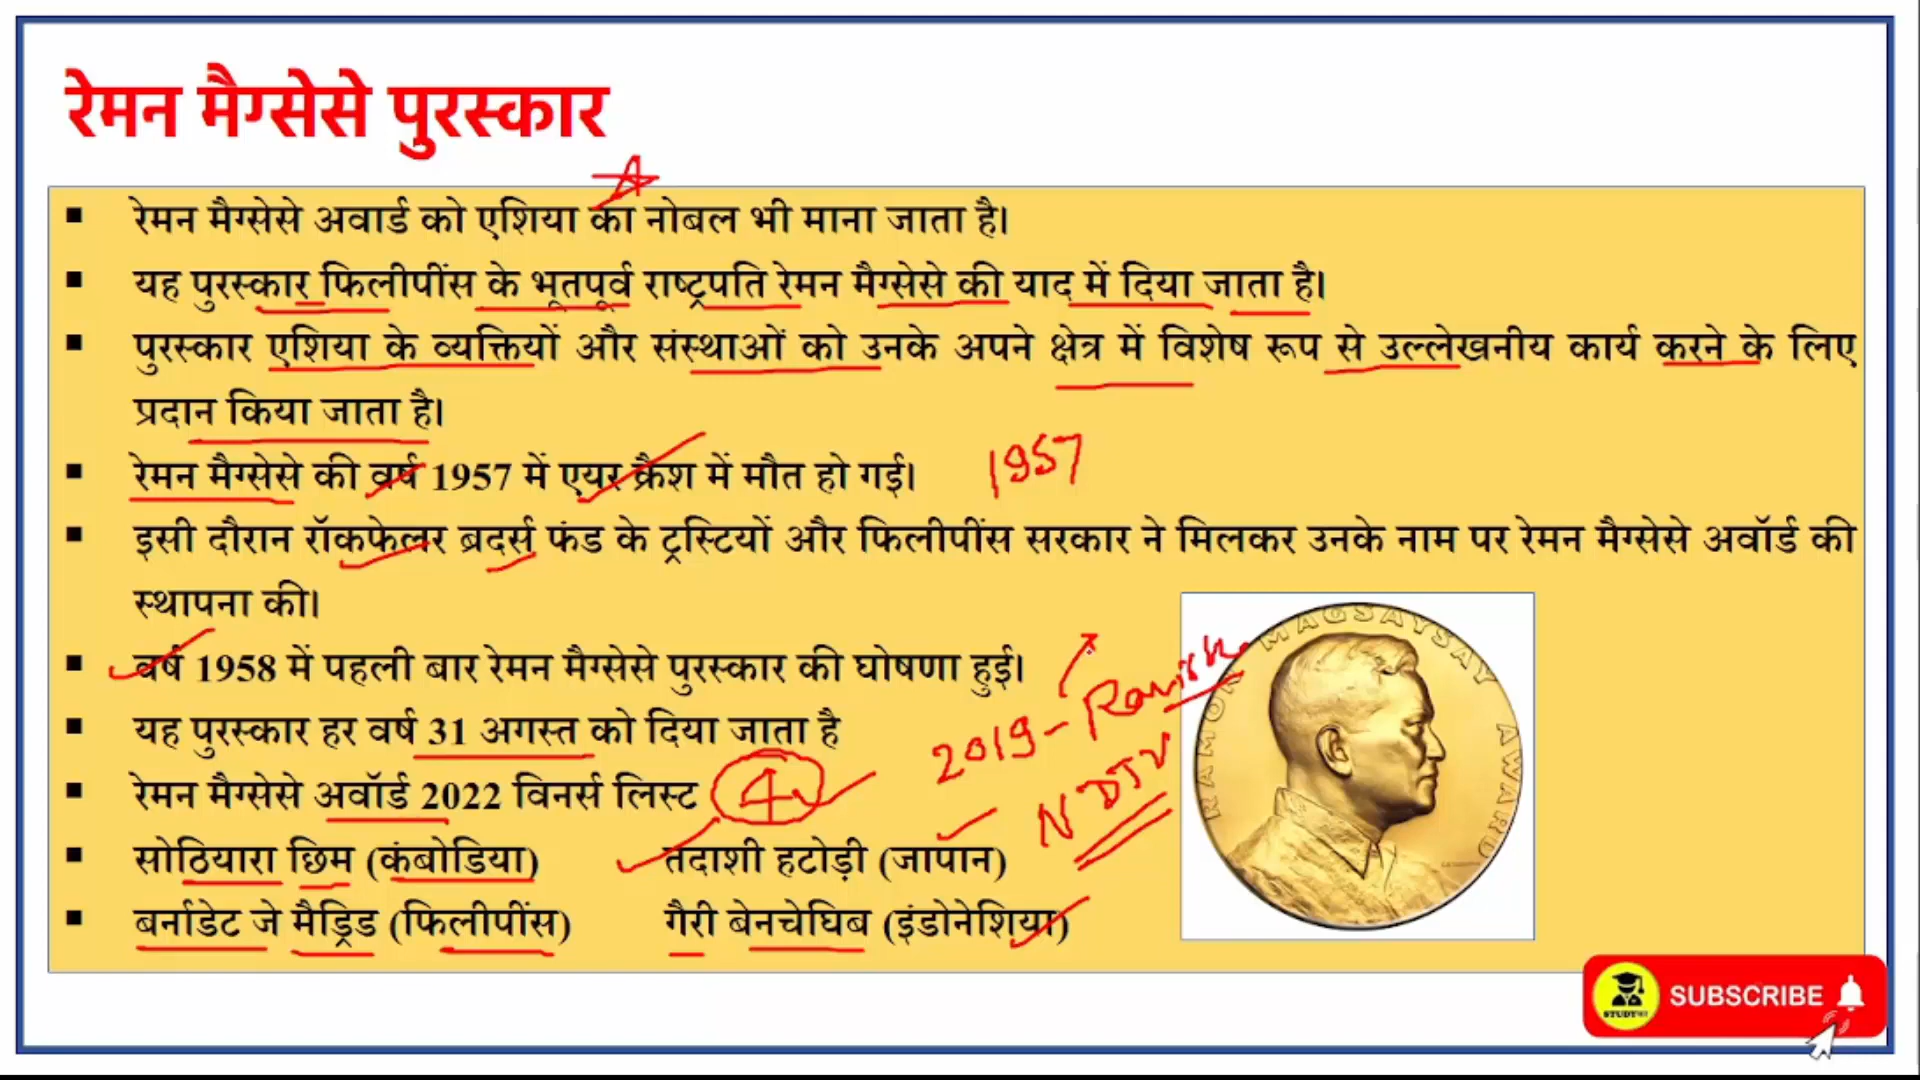 रेमन मैग्सेसे पुरस्कार
रेमन मैग्सेसे अवार्ड को एशिया का नोबल भी माना जाता है।
यह पुरस्कार फिलीपींस के भूतपूर्व राष्ट्रपति रेमन मैग्सेसे की याद में दिया जाता है।
पुरस्कार एशिया के व्यक्तियों और संस्थाओं को उनके अपने क्षेत्र में विशेष रूप से उल्लेखनीय कार्य करने के लिए
प्रदान किया जाता है।
रेमन मैग्सेसे की वर्ष 1957 में एयर क्रैश में मौत हो गई।
1957
इसी दौरान रॉकफेलर ब्रदर्स फंड के ट्रस्टियों और फिलीपींस सरकार ने मिलकर उनके नाम पर रेमन मैग्सेसे अवॉर्ड की
स्थापना की।
वर्ष 1958 में पहली बार रेमन मैग्सेसे पुरस्कार की घोषणा हुई।
यह पुरस्कार हर वर्ष 31 अगस्त को दिया जाता है
2019- Ravish
NDTV
रेमन मैग्सेसे अवॉर्ड 2022 विनर्स लिस्ट
4
सोठियारा छिम (कंबोडिया) तदाशी हटोड़ी (जापान)
बर्नाडेट जे मैड्रिड (फिलीपींस) गैरी बेनचेघिब (इंडोनेशिया)
RAMON MAGSAYSAY AWARD
STUDY
SUBSCRIBE